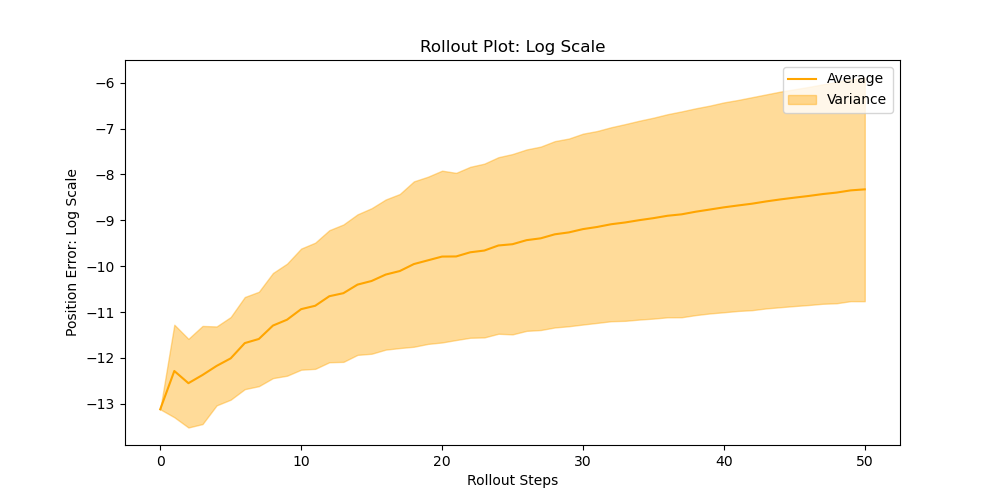 Rollout Plot: Log Scale
Average
Variance
Position Error: Log Scale
−6
−7
−8
−9
−10
−11
−12
−13
0 10 20 30 40 50
Rollout Steps